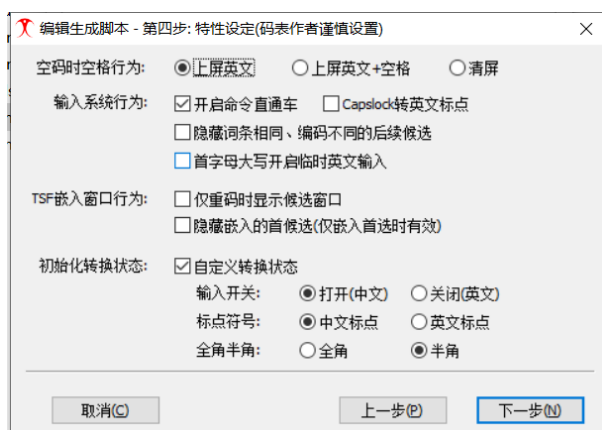 编辑生成脚本 - 第四步: 特性设定(码表作者谨慎设置)
空码时空格行为: 上屏英文 上屏英文+空格 清屏
输入系统行为: 开启命令直通车 Capslock转英文标点
隐藏词条相同、编码不同的后续候选
首字母大写开启临时英文输入
TSF嵌入窗口行为: 仅重码时显示候选窗口
隐藏嵌入的首候选(仅嵌入首选时有效)
初始化转换状态: 自定义转换状态
输入开关: 打开(中文) 关闭(英文)
标点符号: 中文标点 英文标点
全角半角: 全角 半角
取消(C) 上一步(P) 下一步(N)